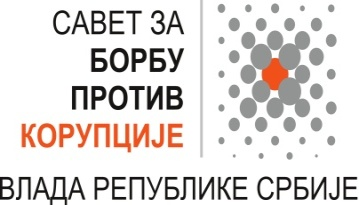 САВЕТ ЗА
БОРБУ
ПРОТИВ
КОРУПЦИЈЕ
ВЛАДА РЕПУБЛИКЕ СРБИЈЕ